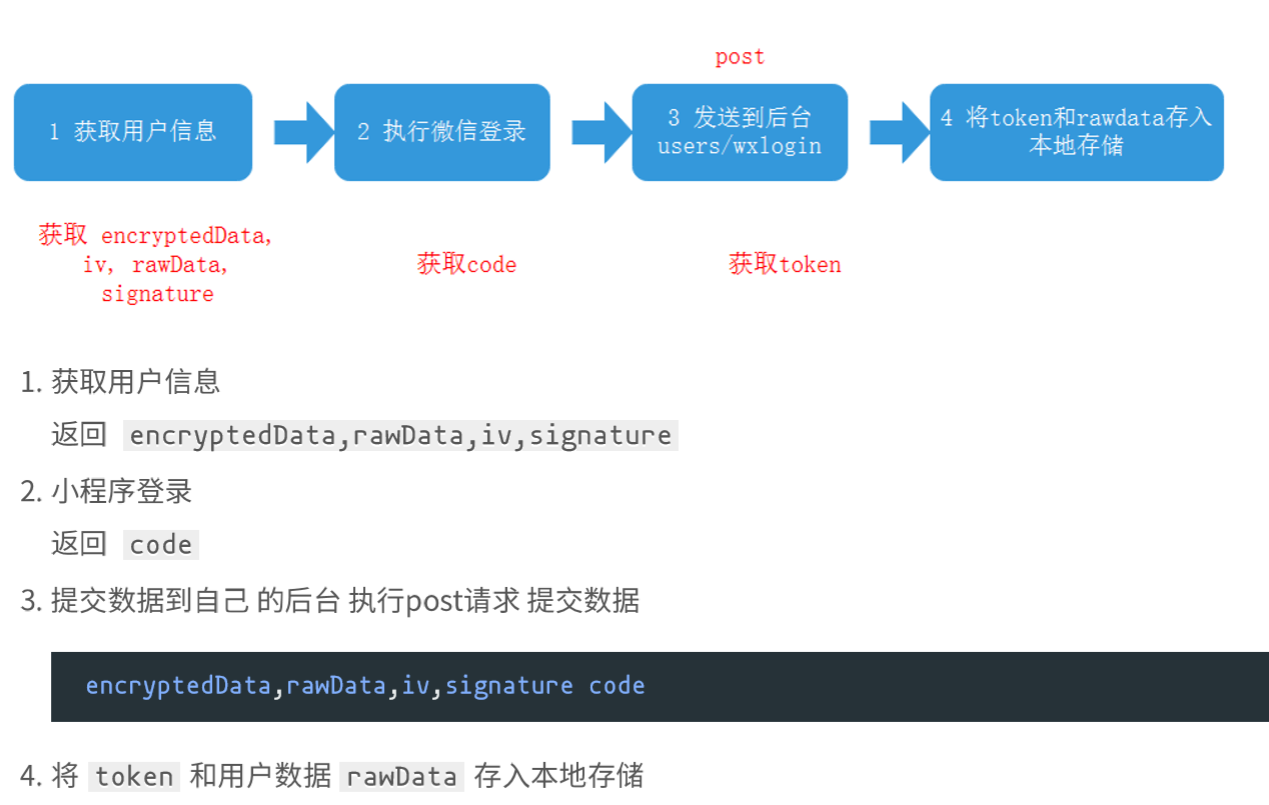 post
1 获取用户信息
2 执行微信登录
3 发送到后台
users/wxlogin
4 将token和rawdata存入
本地存储
获取 encryptedData,
iv, rawData,
signature
获取code
获取token
1. 获取用户信息
返回 encryptedData,rawData,iv,signature
2. 小程序登录
返回 code
3. 提交数据到自己 的后台 执行post请求 提交数据
encryptedData,rawData,iv,signature code
4. 将 token 和用户数据 rawData 存入本地存储